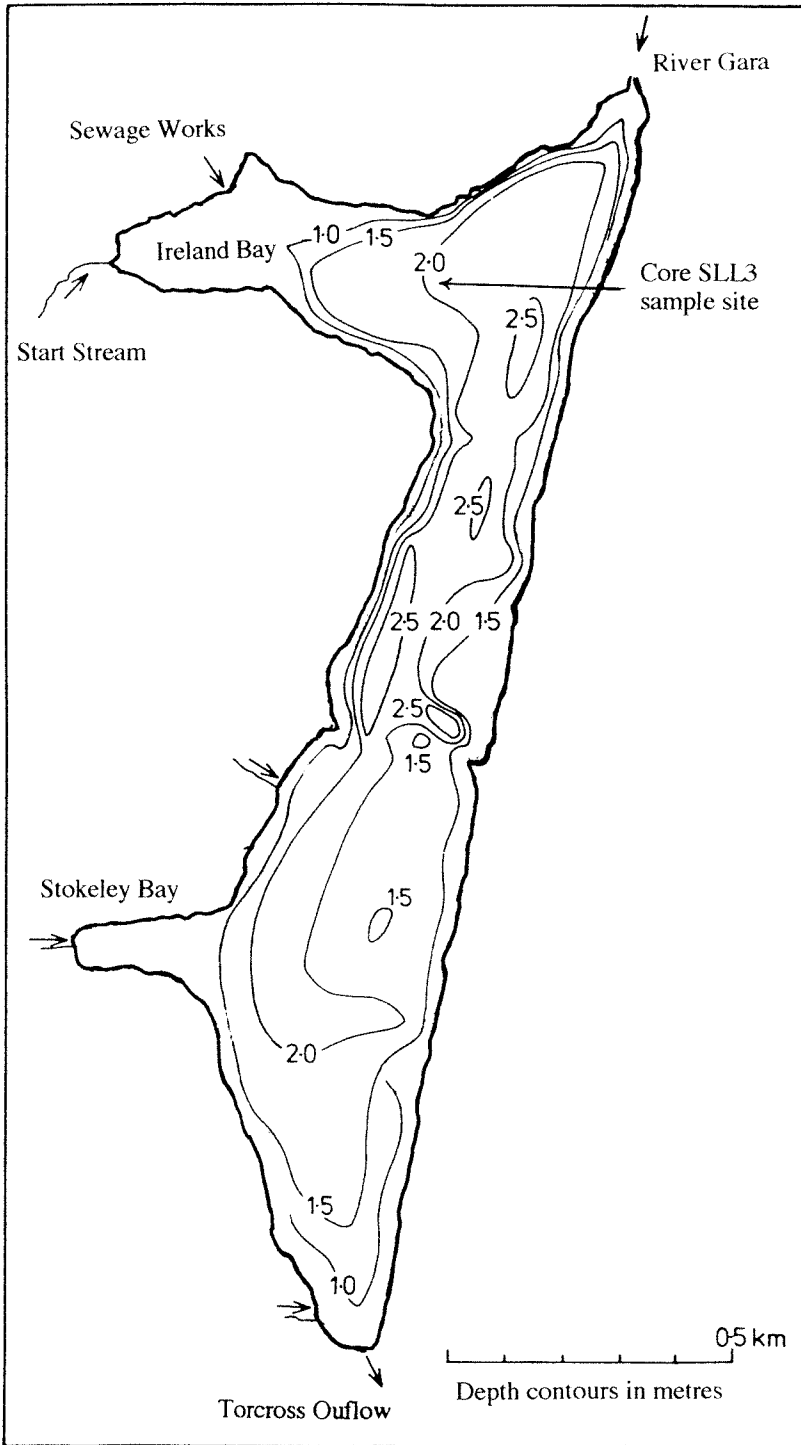 River Gara
Sewage Works
1·0
1·5
Ireland Bay
2·0
Core SLL3
sample site
2·5
Start Stream
2·5
2·5
2·0
1·5
2·5
1·5
Stokeley Bay
1·5
2·0
1·5
1·0
0·5 km
Depth contours in metres
Torcross Ouflow